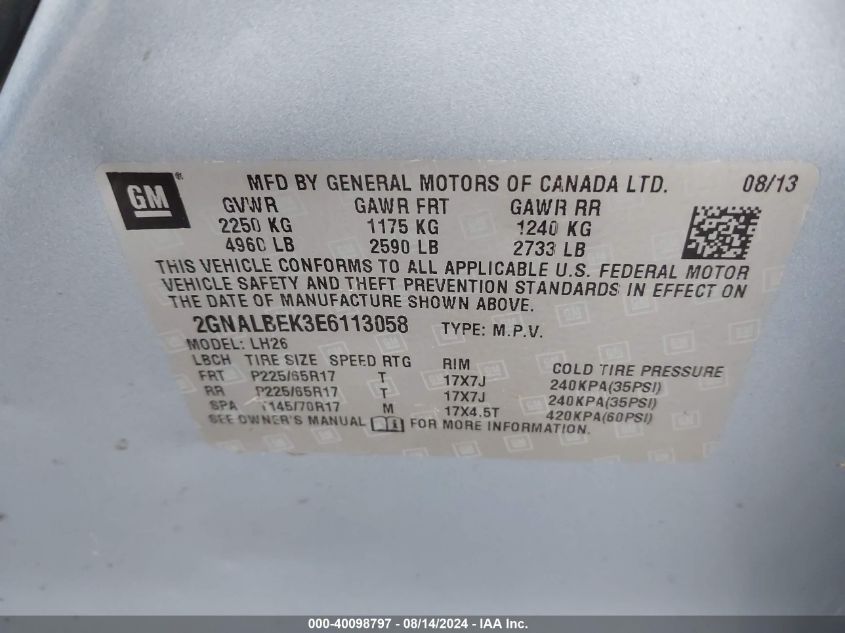 GM ® MFD BY GENERAL MOTORS OF CANADA LTD. 08/13
GVWR GAWR FRT GAWR RR
2250 KG 1175 KG 1240 KG
4960 LB 2590 LB 2733 LB
THIS VEHICLE CONFORMS TO ALL APPLICABLE U.S. FEDERAL MOTOR
VEHICLE SAFETY AND THEFT PREVENTION STANDARDS IN EFFECT ON
THE DATE OF MANUFACTURE SHOWN ABOVE.
2GNALBEK3E6113058 TYPE: M.P.V.
MODEL: LH26
LBCH TIRE SIZE SPEED RTG RIM COLD TIRE PRESSURE
FRT P225/65R17 T 17X7J 240KPA(35PSI)
RR P225/65R17 T 17X7J 240KPA(35PSI)
SPA T145/70R17 M 17X4.5T 420KPA(60PSI)
SEE OWNER'S MANUAL FOR MORE INFORMATION.
000-40098797 - 08/14/2024 - IAA Inc.